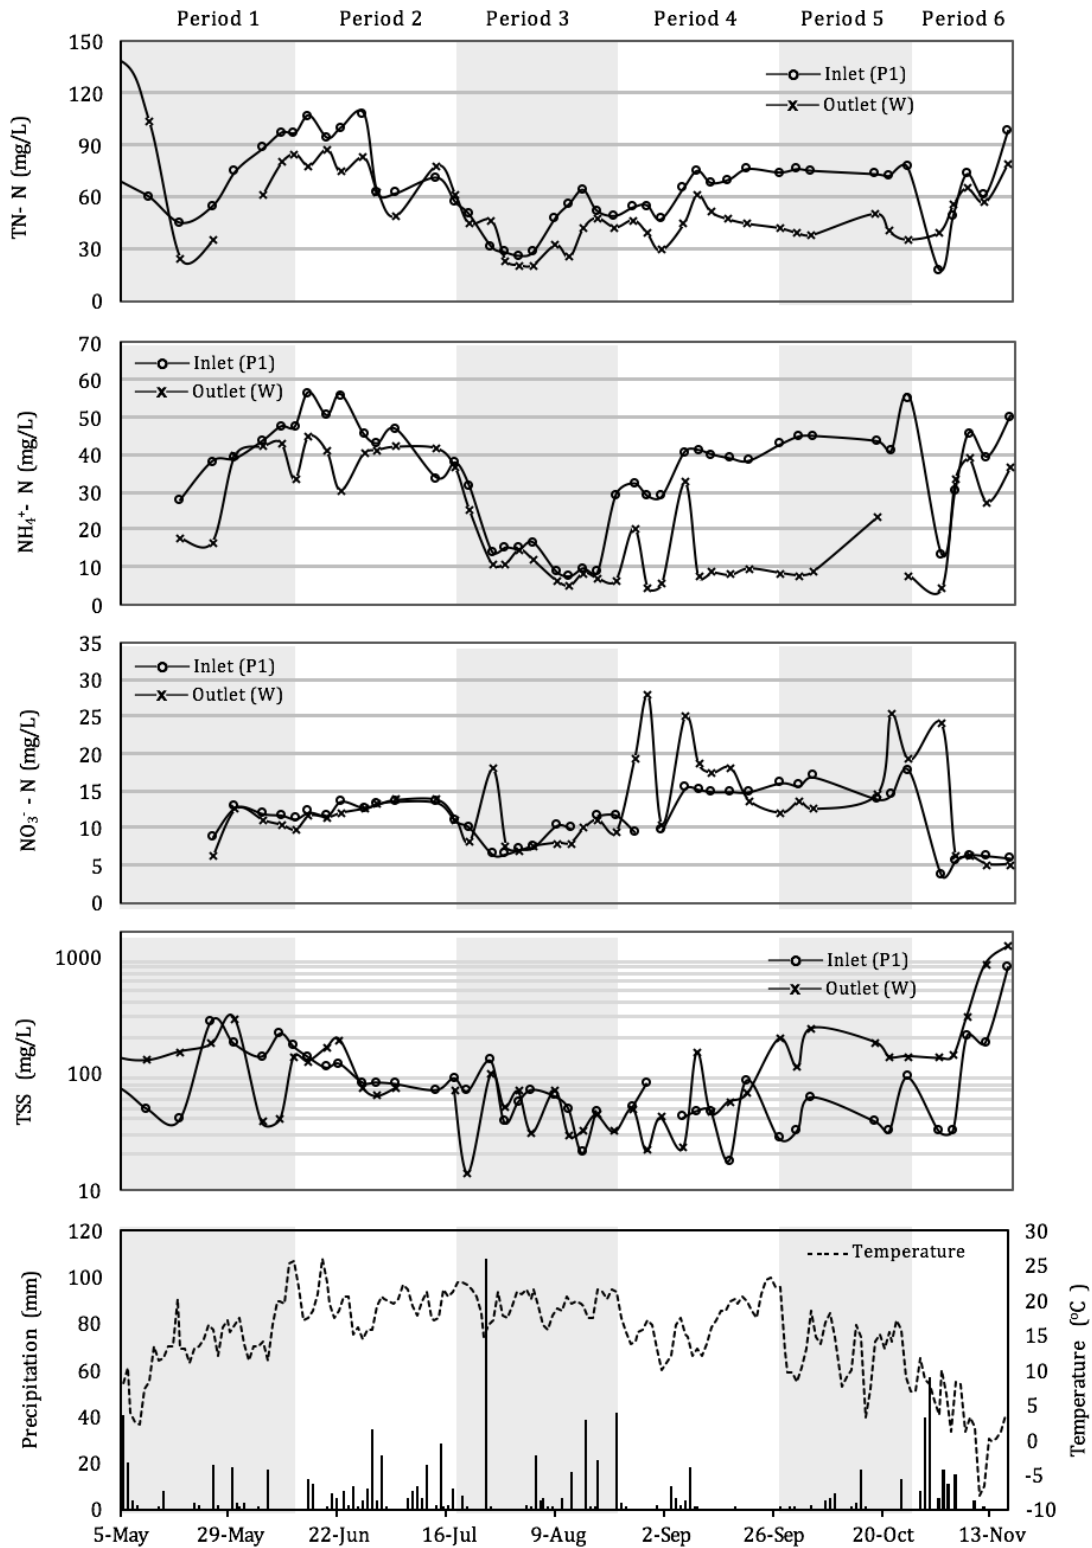 Period 1 Period 2 Period 3 Period 4 Period 5 Period 6
TN- N (mg/L)
150
120
90
60
30
0
Inlet (P1)
Outlet (W)
NH₄⁺- N (mg/L)
70
60
50
40
30
20
10
0
Inlet (P1)
Outlet (W)
NO₃⁻ - N (mg/L)
35
30
25
20
15
10
5
0
Inlet (P1)
Outlet (W)
TSS (mg/L)
1000
100
10
Inlet (P1)
Outlet (W)
Precipitation (mm)
120
100
80
60
40
20
0
Temperature
30
25
20
15
10
5
0
-5
-10
Temperature (°C )
5-May 29-May 22-Jun 16-Jul 9-Aug 2-Sep 26-Sep 20-Oct 13-Nov